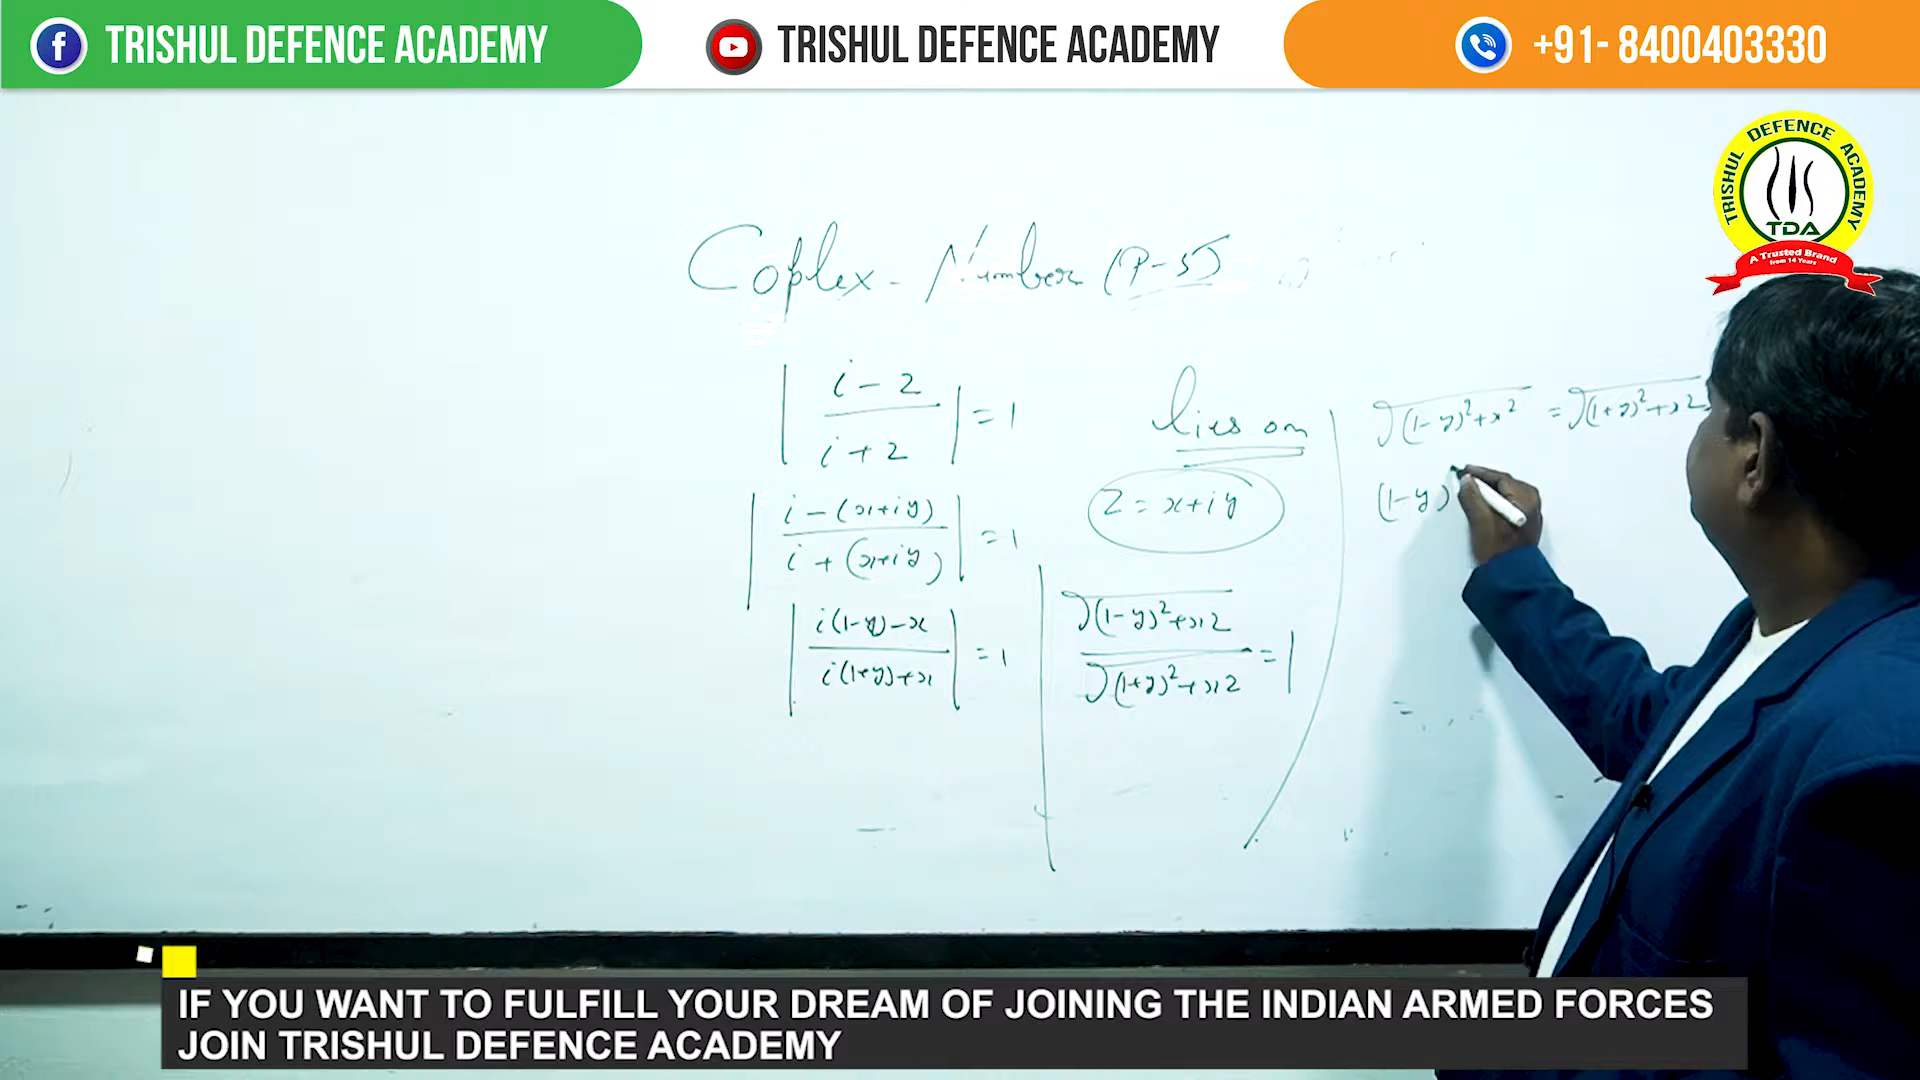 TRISHUL DEFENCE ACADEMY
TRISHUL DEFENCE ACADEMY
+91- 8400403330
TRISHUL DEFENCE ACADEMY
TDA
A Trusted Brand
from 14 Years
Coplex - Number (P-5)
|i - z / i + z| = 1
lies on
|i - (x+iy) / i + (x+iy)| = 1
z = x+iy
|i(1-y)-x / i(1+y)+x| = 1
√(1-y)²+x2 / √(1+y)²+x2 = 1
√(1-y)²+x² = √(1+y)²+x2
(1-y)
IF YOU WANT TO FULFILL YOUR DREAM OF JOINING THE INDIAN ARMED FORCES
JOIN TRISHUL DEFENCE ACADEMY